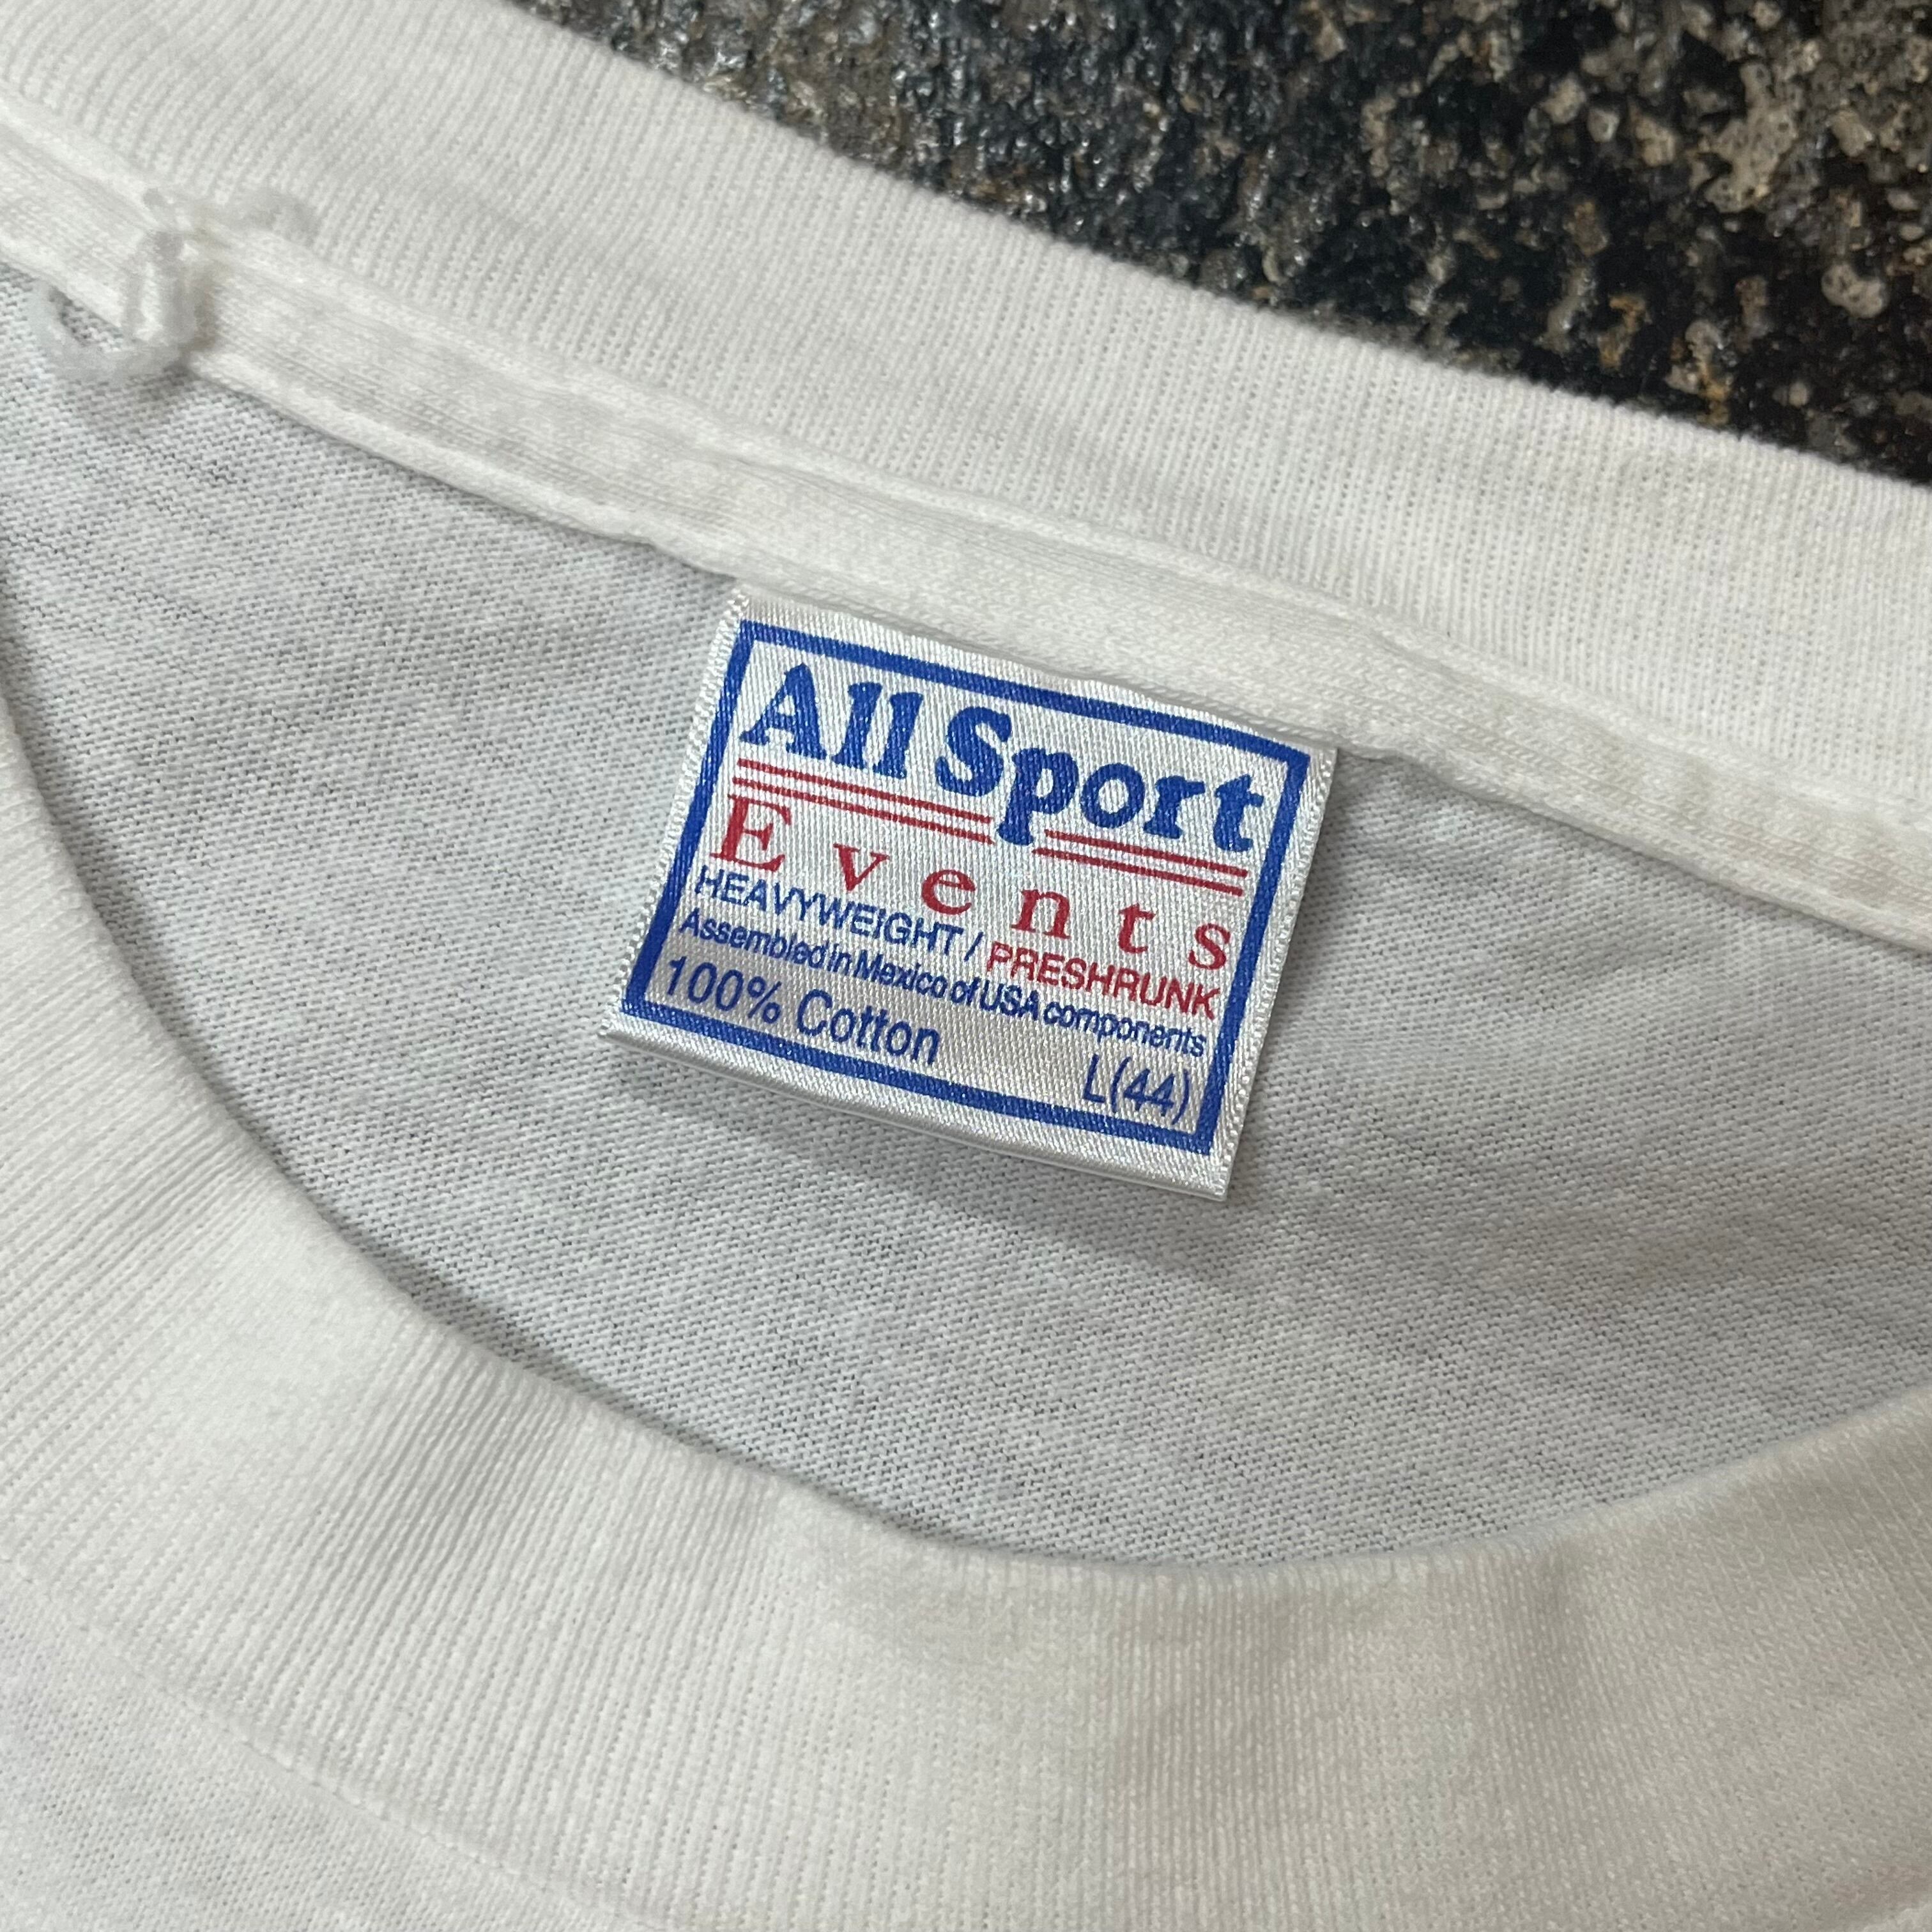 All Sport
Events
HEAVYWEIGHT / PRESHRUNK
Assembled in Mexico of USA components
100% Cotton
L(44)